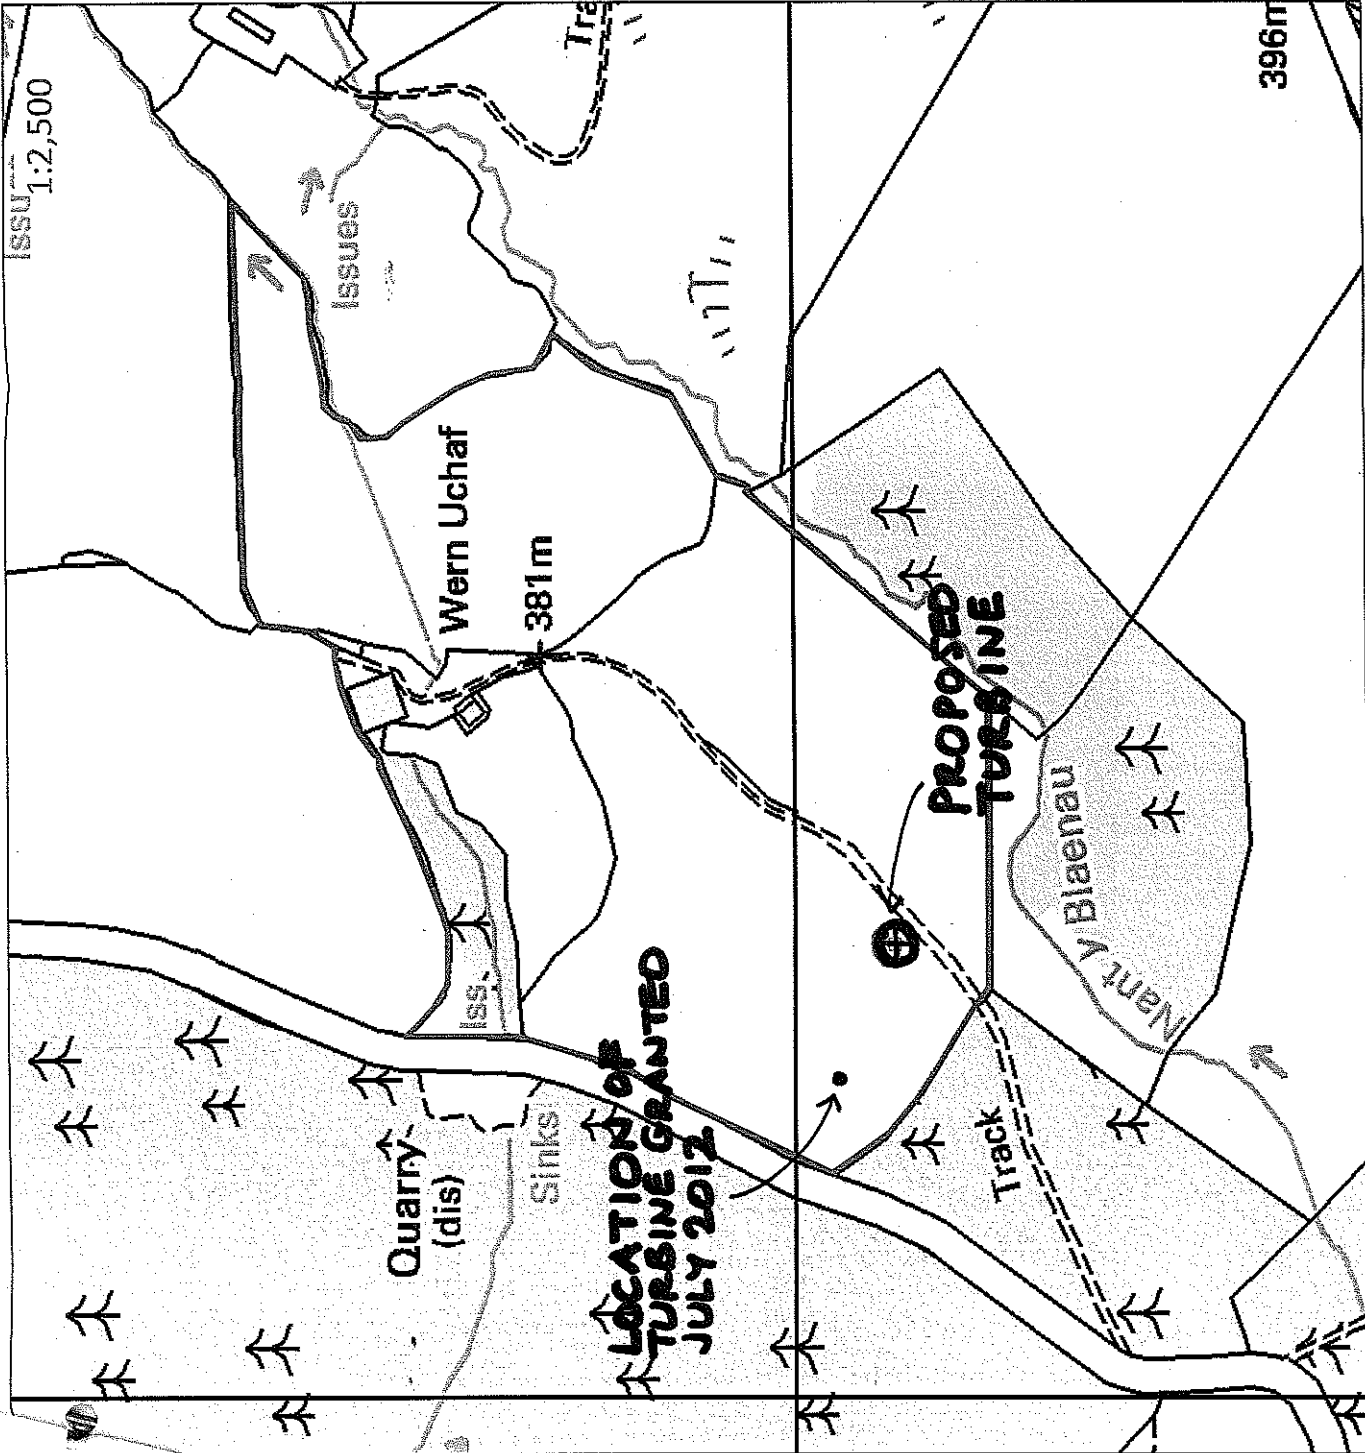 Issu
1:2,500
Issues
Quarry
(dis)
Wern Uchaf
Iss
381m
Sinks
Tra
LOCATION OF
TURBINE GRANTED
JULY 2012
PROPOSED
TURBINE
Track
Nant y Blaenau
396m